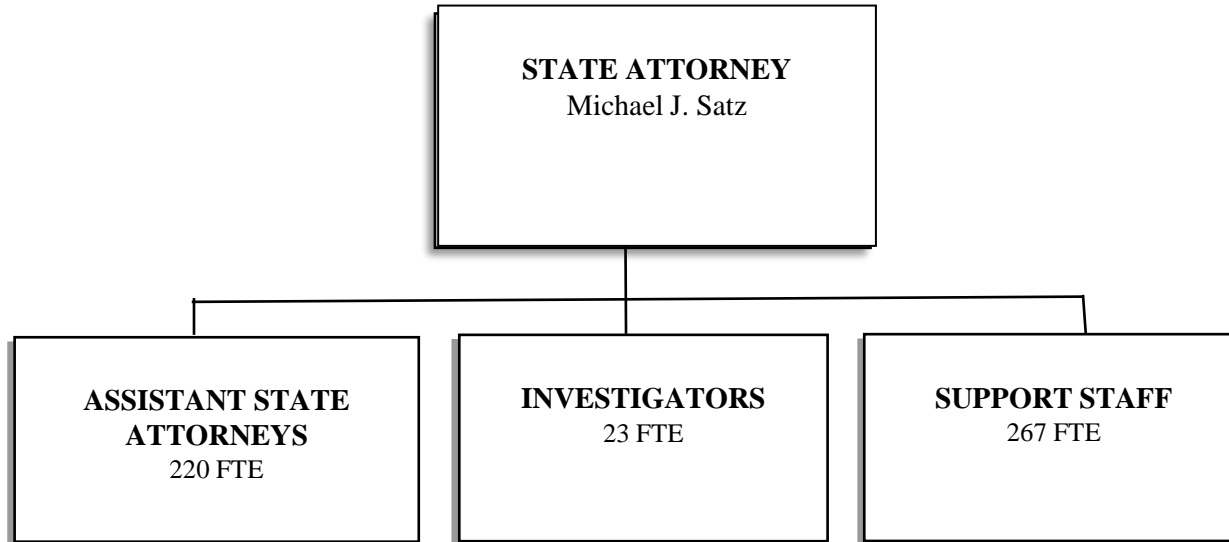 STATE ATTORNEY
Michael J. Satz
ASSISTANT STATE
ATTORNEYS
220 FTE
INVESTIGATORS
23 FTE
SUPPORT STAFF
267 FTE